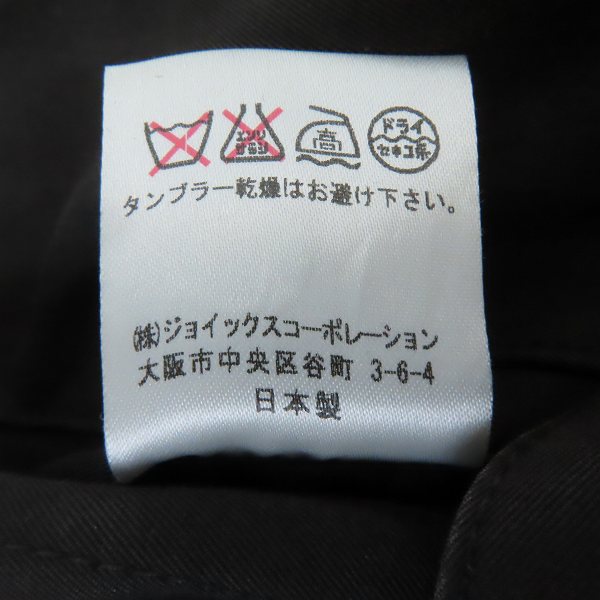 エンソ サラシ 高 ドライ セキユ系
タンブラー乾燥はお避け下さい。
㈱ジョイックスコーポレーション
大阪市中央区谷町 3-6-4
日本製